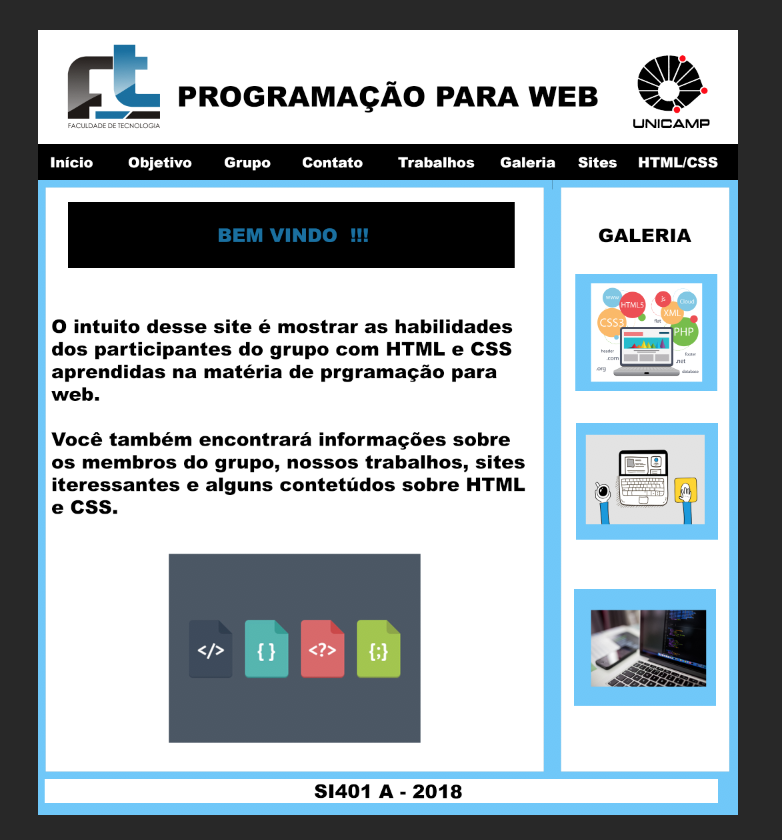 FACULDADE DE TECNOLOGIA
PROGRAMAÇÃO PARA WEB
UNICAMP
Início Objetivo Grupo Contato Trabalhos Galeria Sites HTML/CSS
BEM VINDO !!!
GALERIA
O intuito desse site é mostrar as habilidades
dos participantes do grupo com HTML e CSS
aprendidas na matéria de prgramação para
web.
Você também encontrará informações sobre
os membros do grupo, nossos trabalhos, sites
iteressantes e alguns contetúdos sobre HTML
e CSS.
www
HTML5
Js
Cloud
CSS3
XML
PHP
header
.com
.org
.net
footer
database
</>
{ }
<?>
{;}
SI401 A - 2018